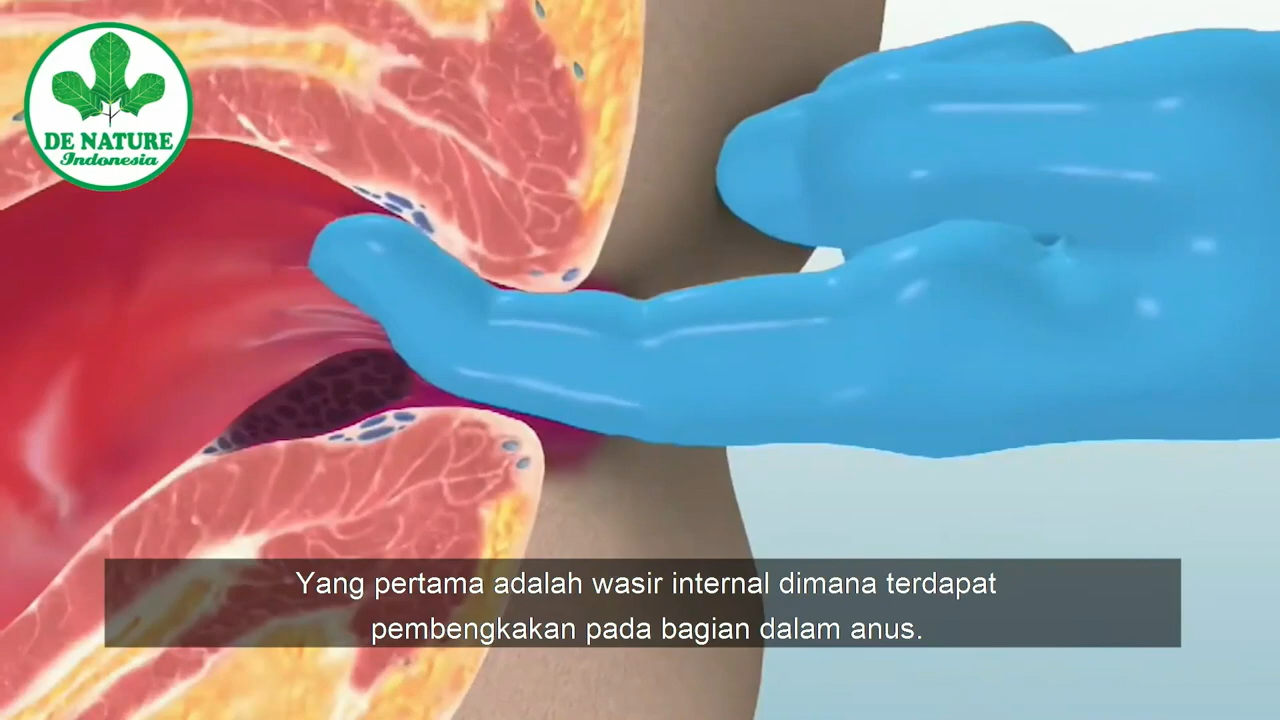 DE NATURE
Indonesia
Yang pertama adalah wasir internal dimana terdapat
pembengkakan pada bagian dalam anus.